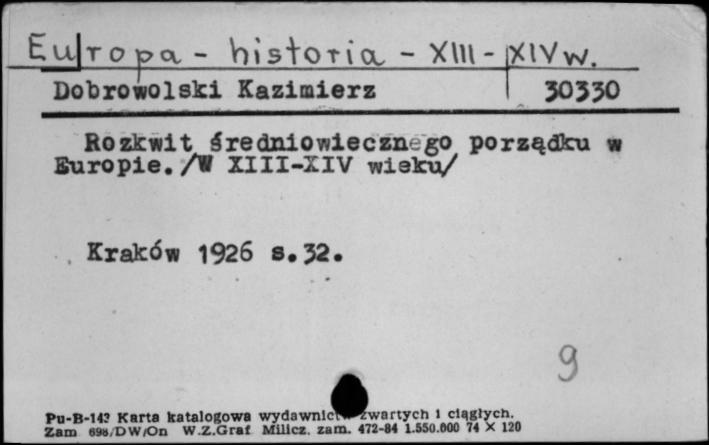 Europa - historia - XIII - XIV w.
Dobrowolski Kazimierz 30330
Rozkwit średniowiecznego porządku w
Europie. /W XIII-XIV wieku/
Kraków 1926 s.32.
9
Pu-B-143 Karta katalogowa wydawnictw zwartych i ciągłych.
Zam 698/DW/On W.Z.Graf Milicz. zam. 472-84 1.550.000 74 X 120